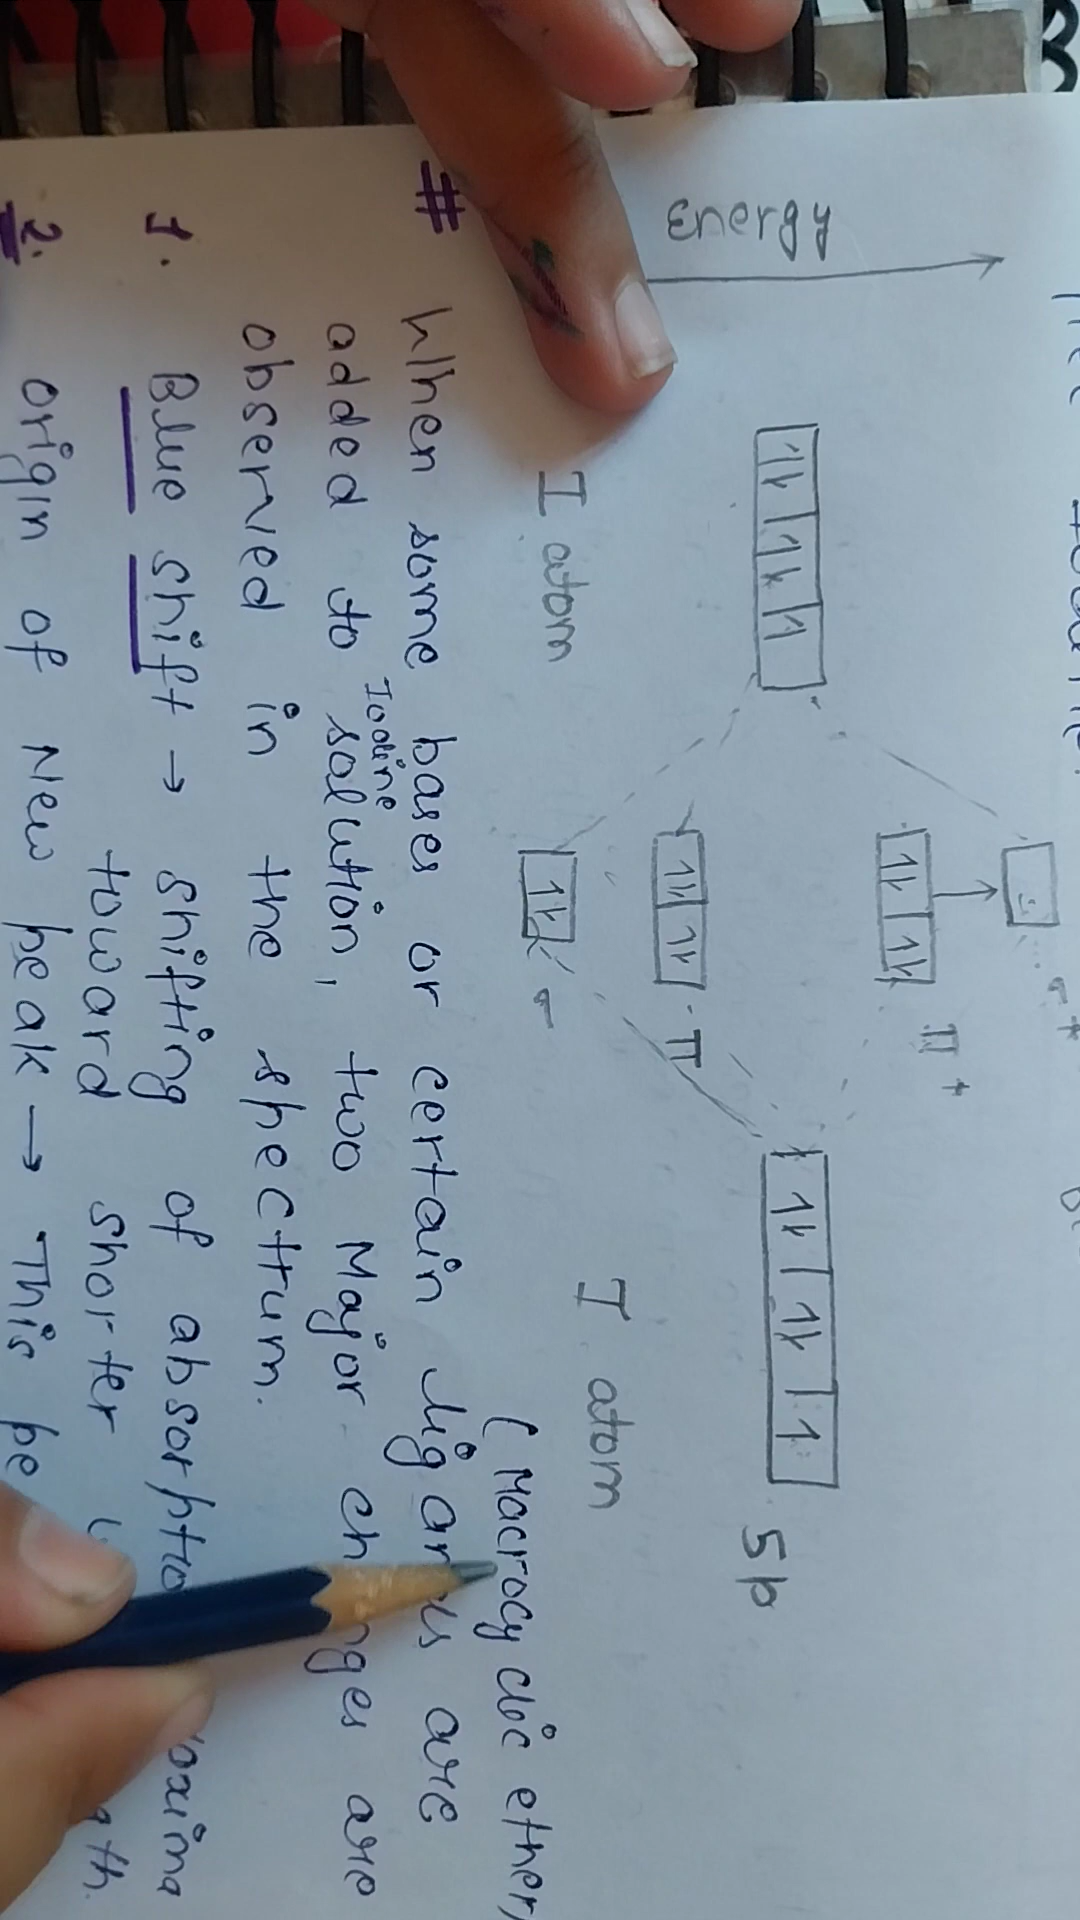 Energy
σ*
π*
5p
π
σ
I atom
I atom
(Macrocyclic ether,
# When some bases or certain ligands are
added to Iodine solution, two Major changes are
observed in the spectrum.
1. Blue shift → shifting of absorption
toward shorter
2. Origin of New peak → This pe